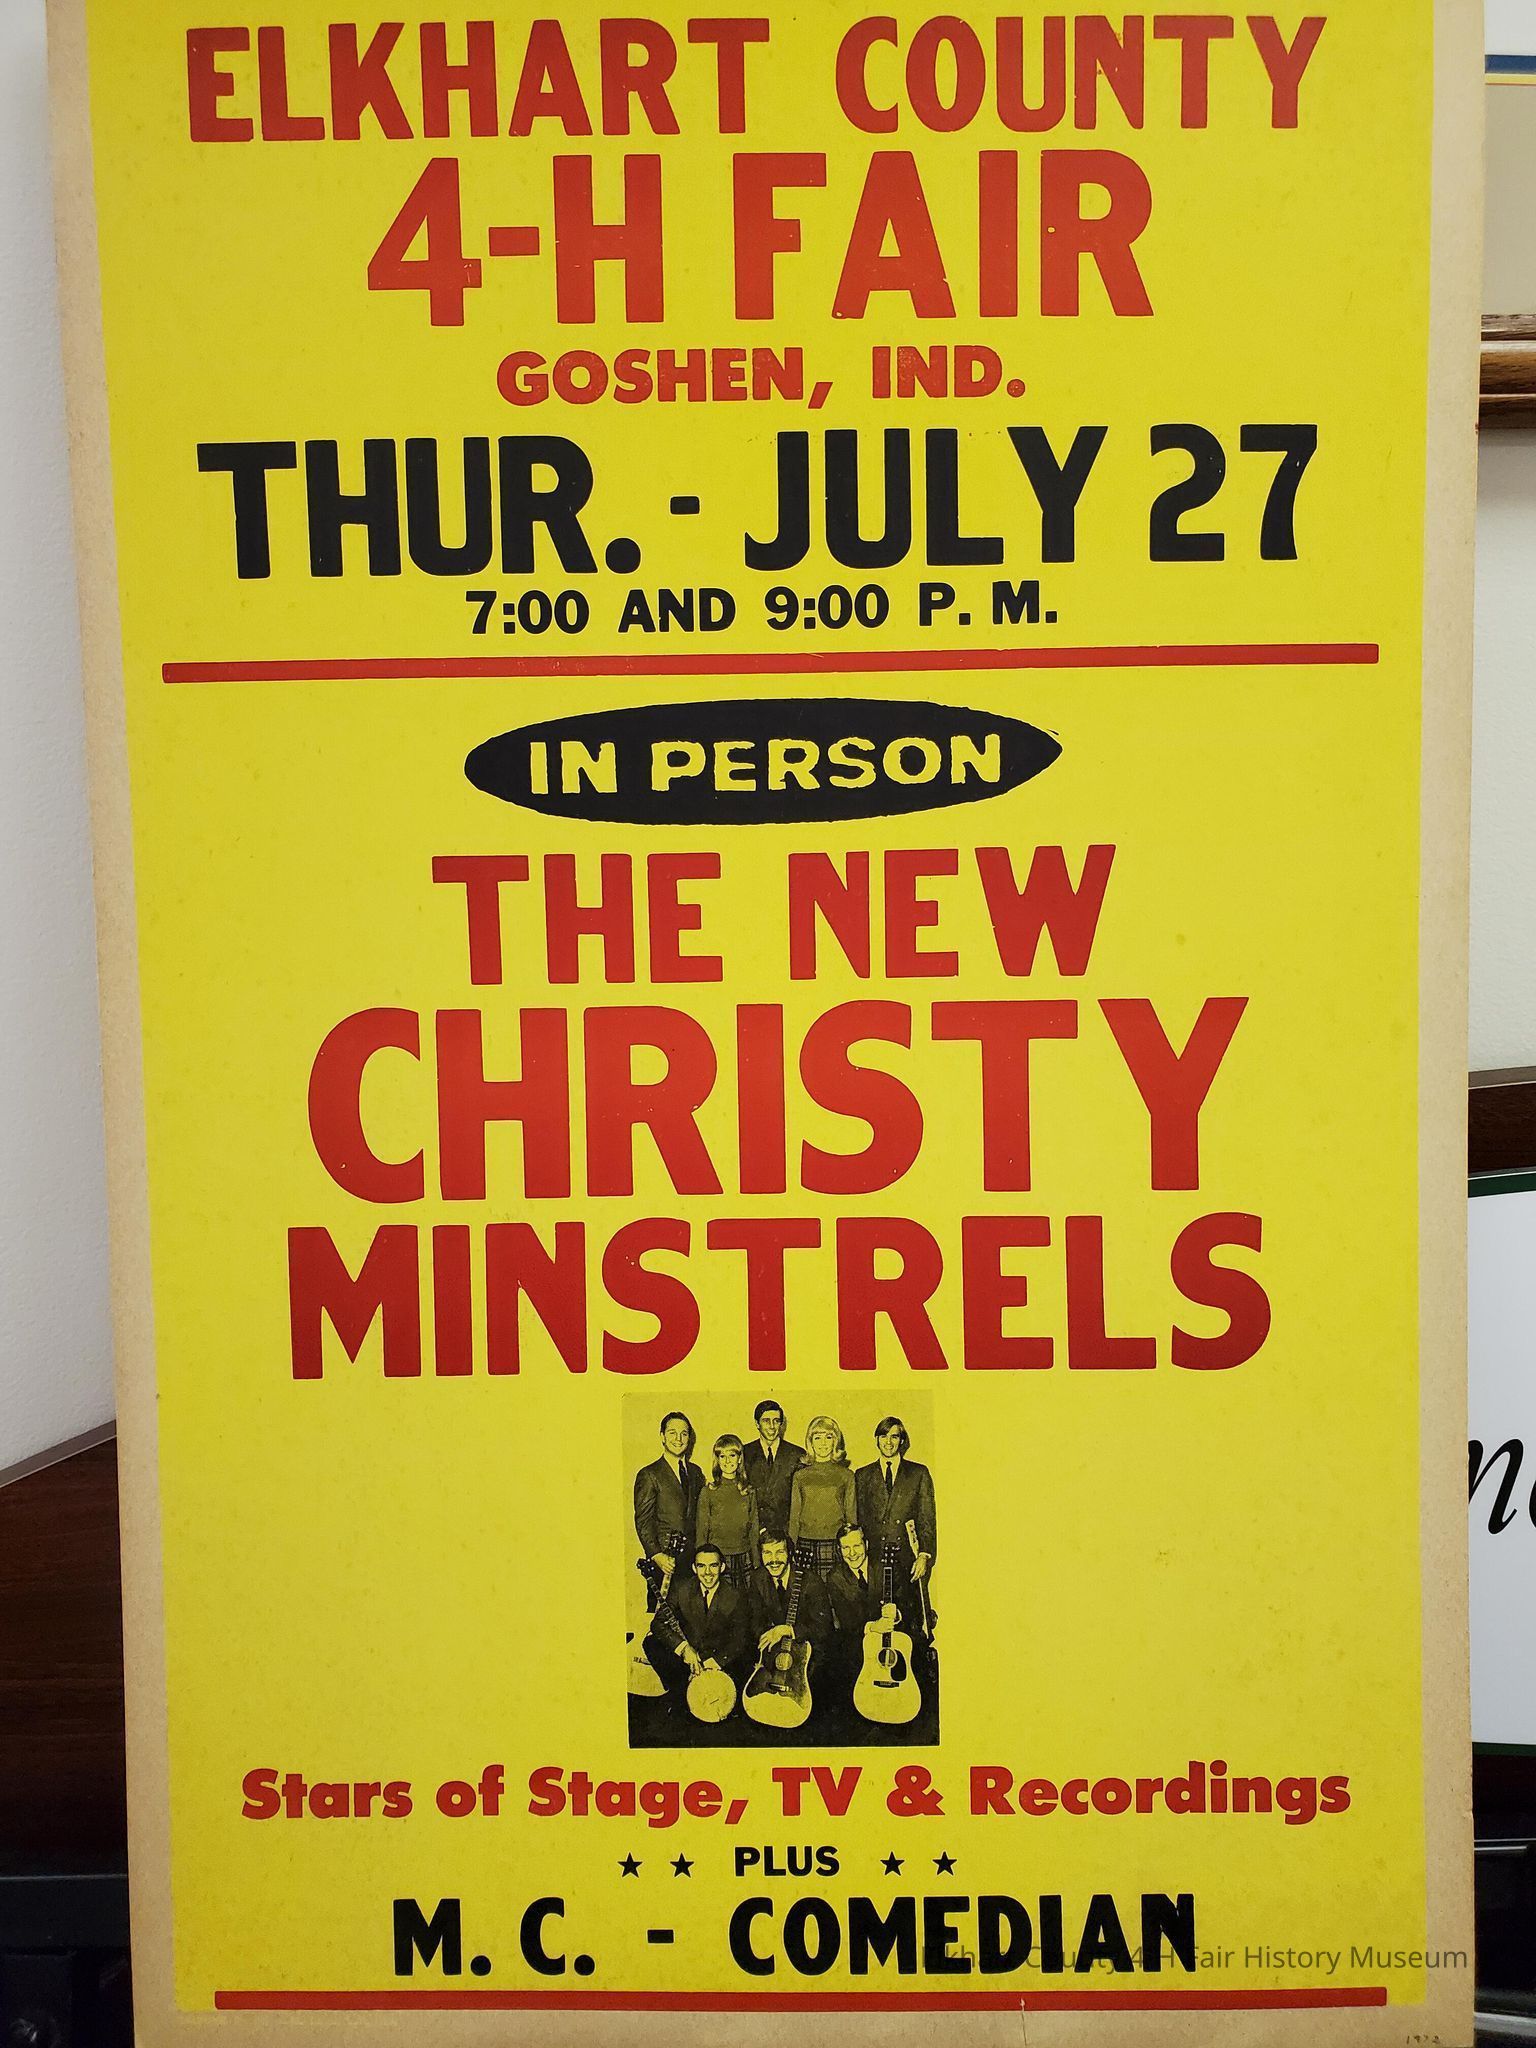 ELKHART COUNTY
4-H FAIR
GOSHEN, IND.
THUR. - JULY 27
7:00 AND 9:00 P. M.
IN PERSON
THE NEW
CHRISTY
MINSTRELS
Stars of Stage, TV & Recordings
★ ★ PLUS ★ ★
M. C. - COMEDIAN
Elkhart County 4-H Fair History Museum
1972